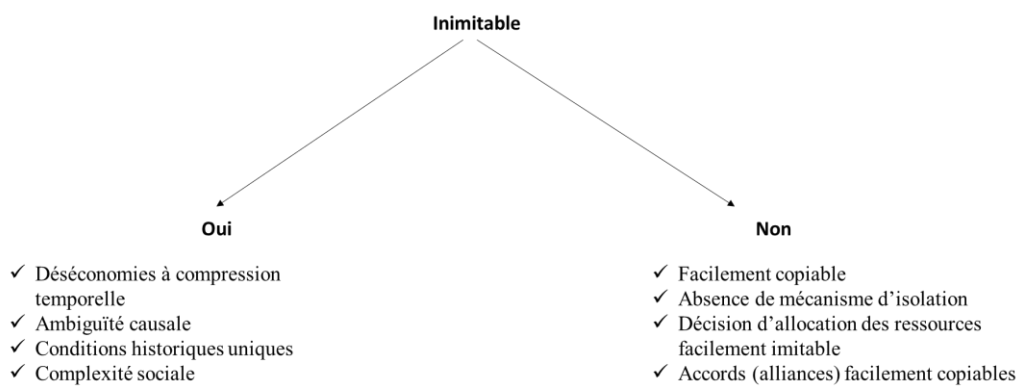 Inimitable
Oui
Déséconomies à compression
temporelle
Ambiguïté causale
Conditions historiques uniques
Complexité sociale
Non
Facilement copiable
Absence de mécanisme d'isolation
Décision d'allocation des ressources
facilement imitable
Accords (alliances) facilement copiables